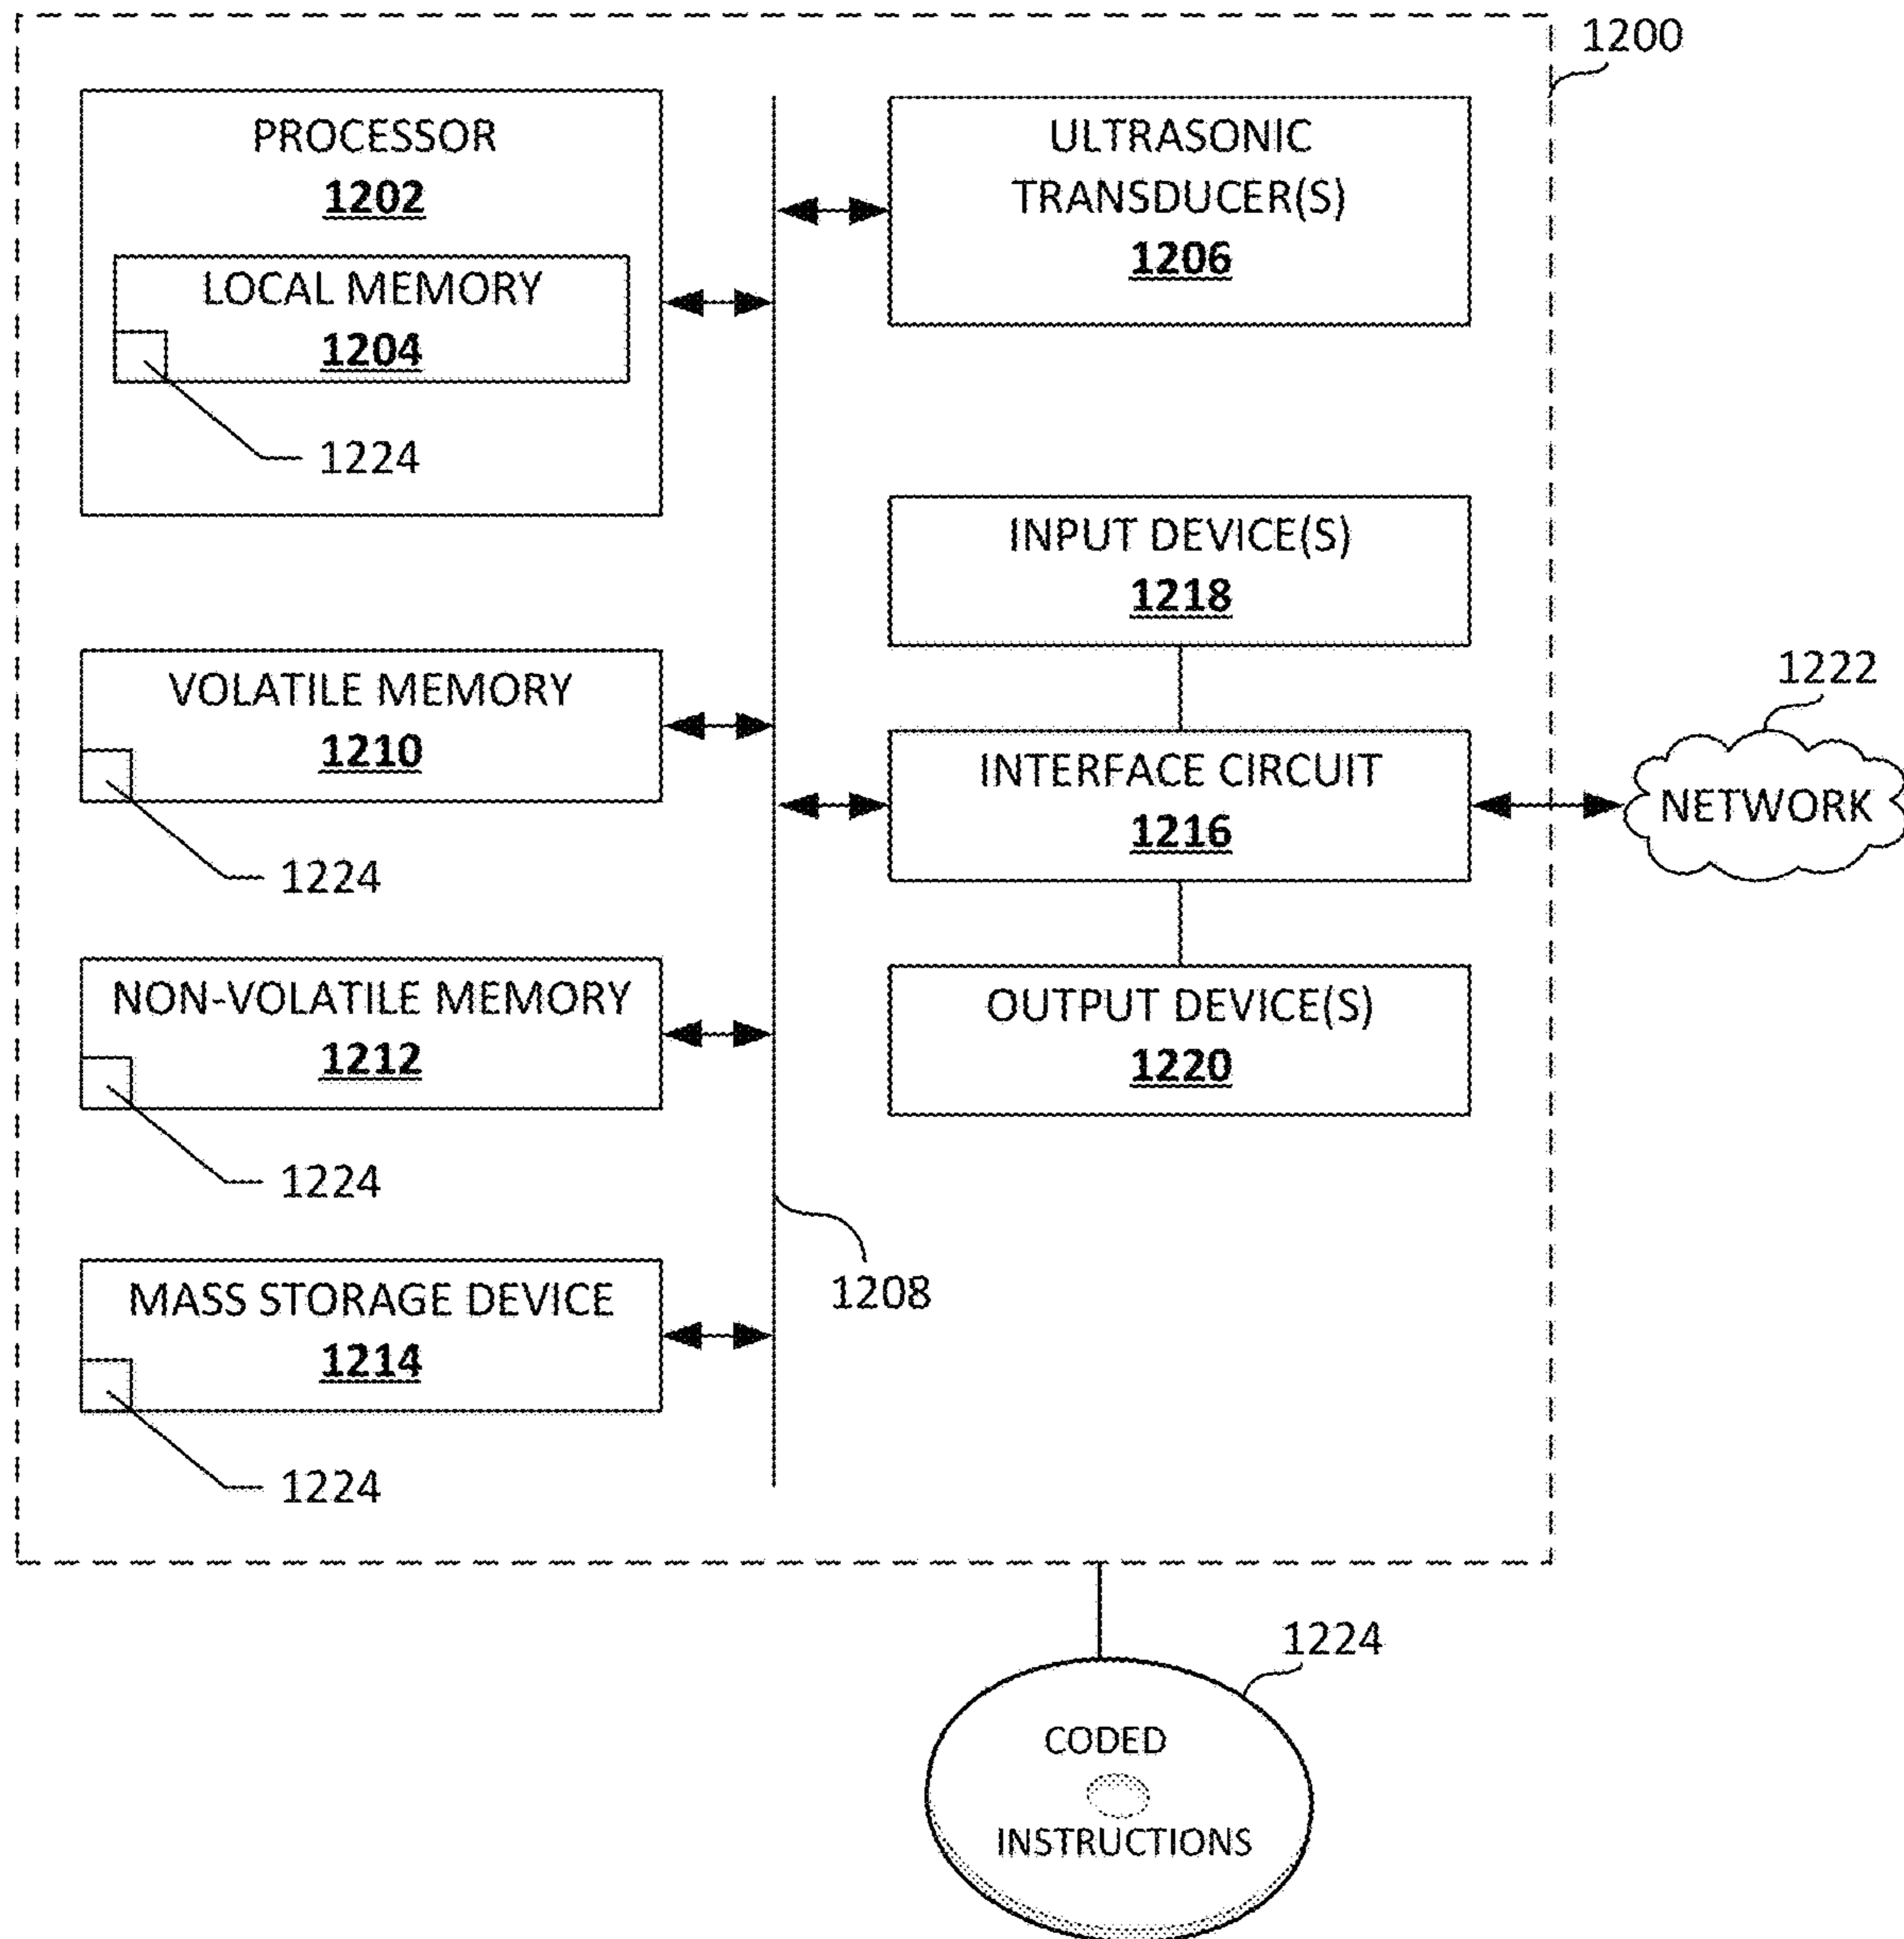 1200
PROCESSOR
1202
LOCAL MEMORY
1204
1224
ULTRASONIC
TRANSDUCER(S)
1206
INPUT DEVICE(S)
1218
VOLATILE MEMORY
1210
1224
INTERFACE CIRCUIT
1216
1222
NETWORK
NON-VOLATILE MEMORY
1212
1224
OUTPUT DEVICE(S)
1220
MASS STORAGE DEVICE
1214
1224
1208
1224
CODED
INSTRUCTIONS